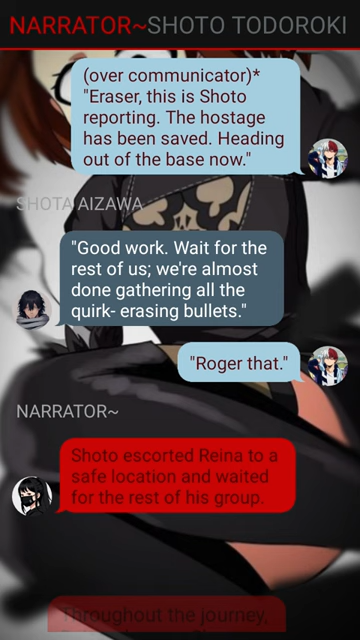 NARRATOR~SHOTO TODOROKI
(over communicator)*
"Eraser, this is Shoto
reporting. The hostage
has been saved. Heading
out of the base now."
SHOTA AIZAWA
"Good work. Wait for the
rest of us; we're almost
done gathering all the
quirk- erasing bullets."
"Roger that."
NARRATOR~
Shoto escorted Reina to a
safe location and waited
for the rest of his group.
Throughout the journey,